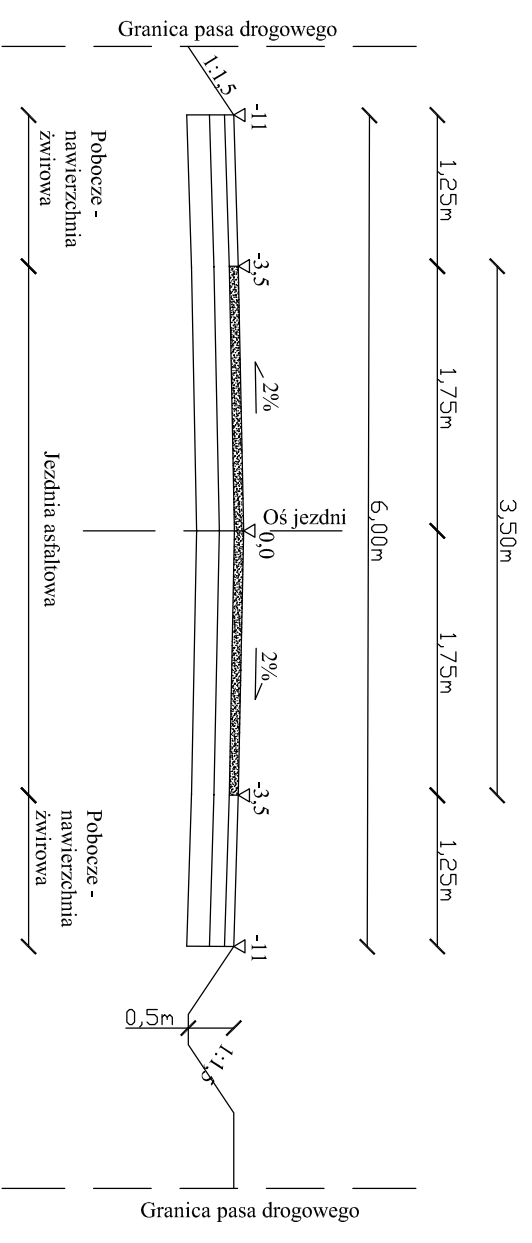 Granica pasa drogowego
1:1,5
-11
1,25m
Pobocze -
nawierzchnia
żwirowa
-3,5
3,50m
1,75m
2%
Jezdnia asfaltowa
Oś jezdni
0,0
6,00m
1,75m
2%
-3,5
Pobocze -
nawierzchnia
żwirowa
1,25m
-11
0,5m
1:1,5
Granica pasa drogowego